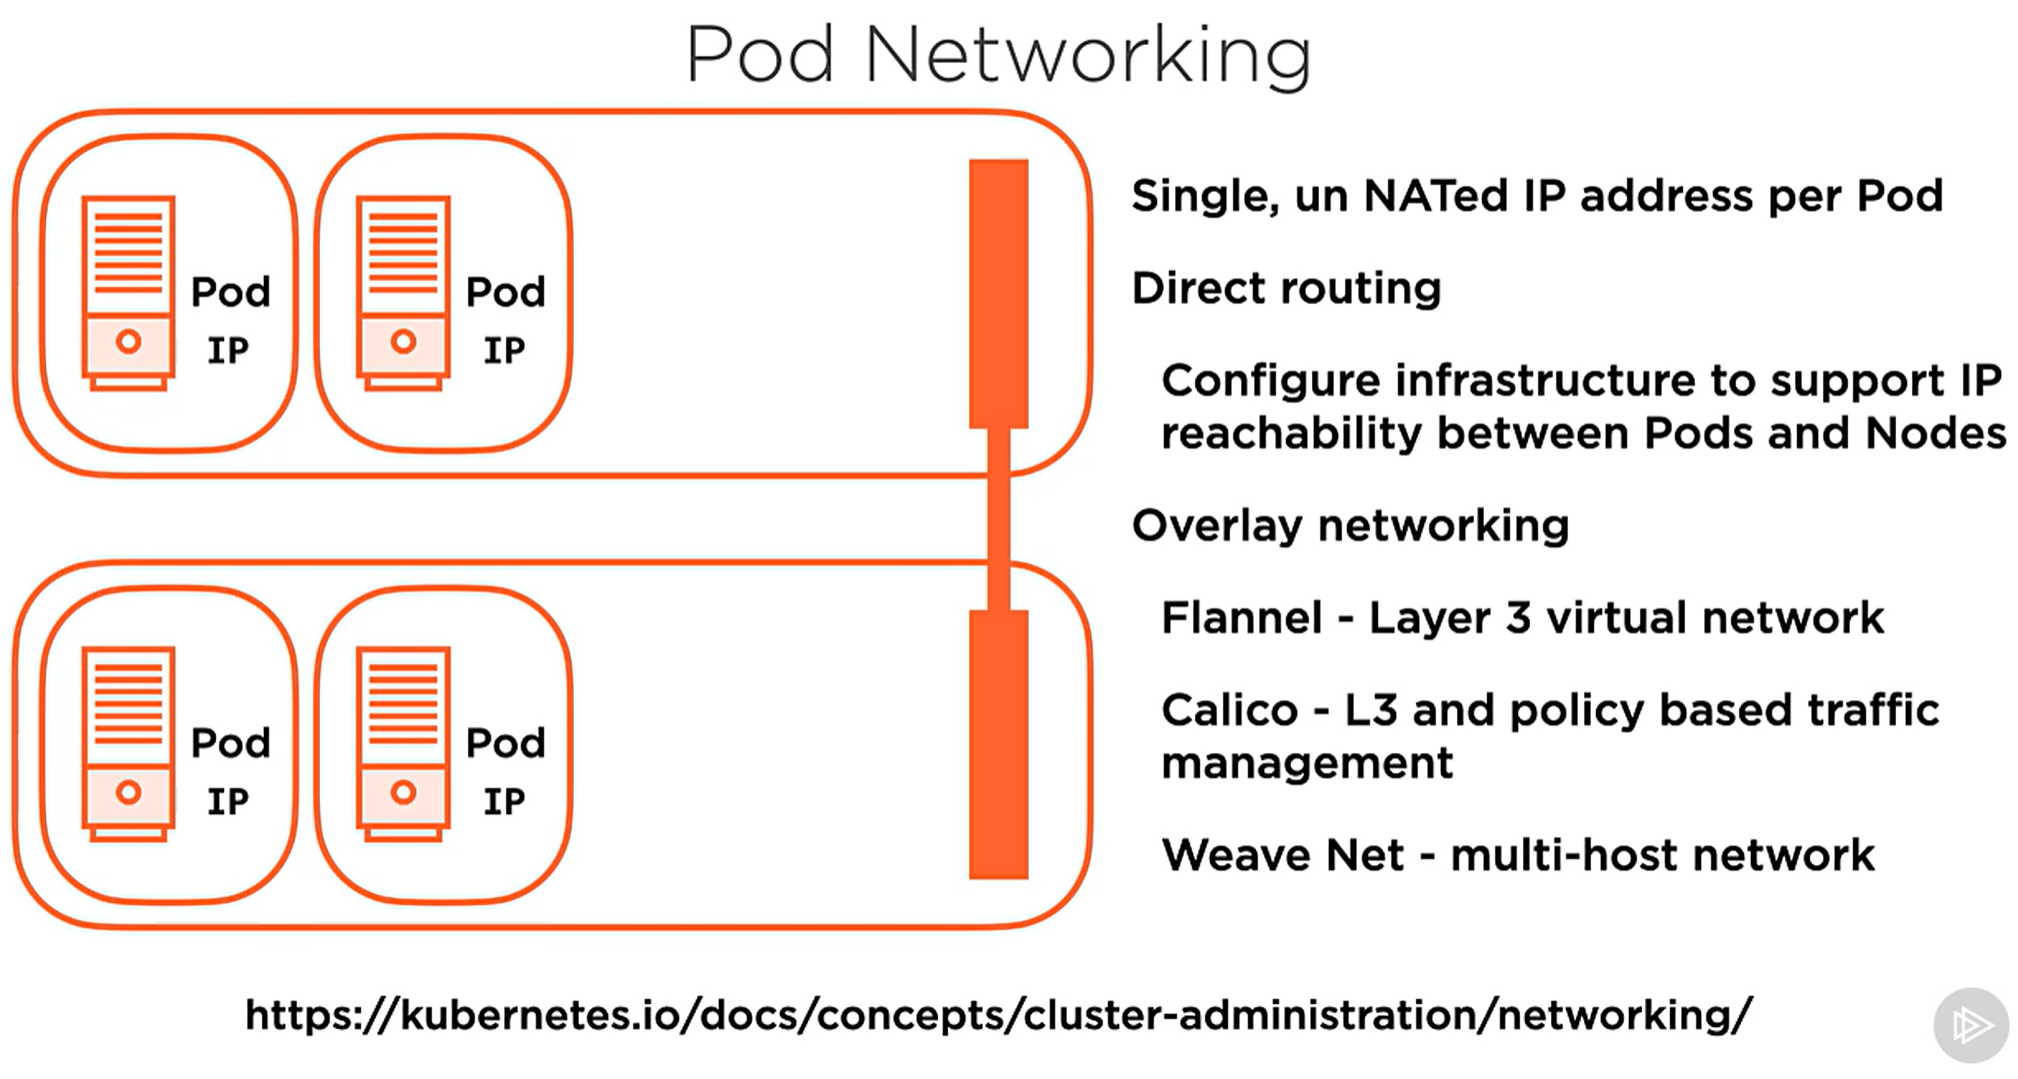 Pod Networking
Pod
IP
Pod
IP
Single, un NATed IP address per Pod
Direct routing
Configure infrastructure to support IP
reachability between Pods and Nodes
Overlay networking
Flannel - Layer 3 virtual network
Calico - L3 and policy based traffic
management
Weave Net - multi-host network
Pod
IP
Pod
IP
https://kubernetes.io/docs/concepts/cluster-administration/networking/